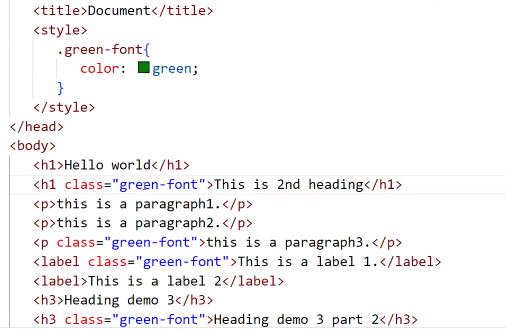 <title>Document</title>
<style>
.green-font{
color: green;
}
</style>
</head>
<body>
<h1>Hello world</h1>
<h1 class="green-font">This is 2nd heading</h1>
<p>this is a paragraph1.</p>
<p>this is a paragraph2.</p>
<p class="green-font">this is a paragraph3.</p>
<label class="green-font">This is a label 1.</label>
<label>This is a label 2</label>
<h3>Heading demo 3</h3>
<h3 class="green-font">Heading demo 3 part 2</h3>